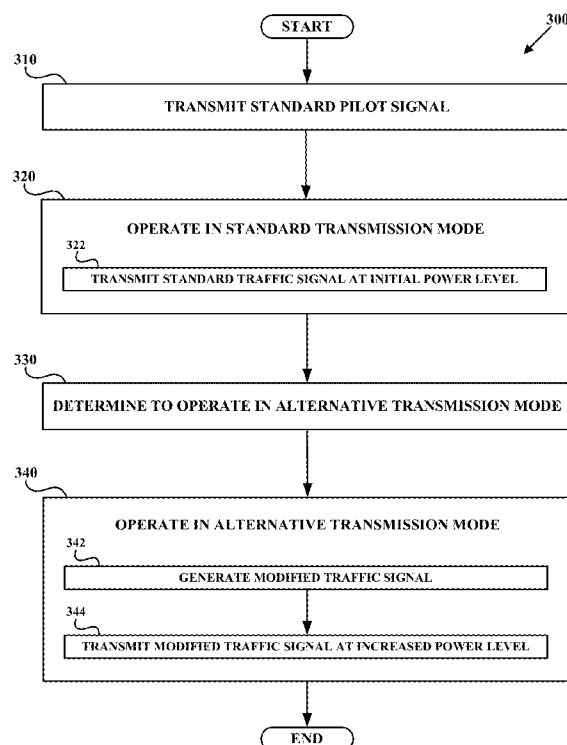 START
300
310
TRANSMIT STANDARD PILOT SIGNAL
320
OPERATE IN STANDARD TRANSMISSION MODE
322
TRANSMIT STANDARD TRAFFIC SIGNAL AT INITIAL POWER LEVEL
330
DETERMINE TO OPERATE IN ALTERNATIVE TRANSMISSION MODE
340
OPERATE IN ALTERNATIVE TRANSMISSION MODE
342
GENERATE MODIFIED TRAFFIC SIGNAL
344
TRANSMIT MODIFIED TRAFFIC SIGNAL AT INCREASED POWER LEVEL
END